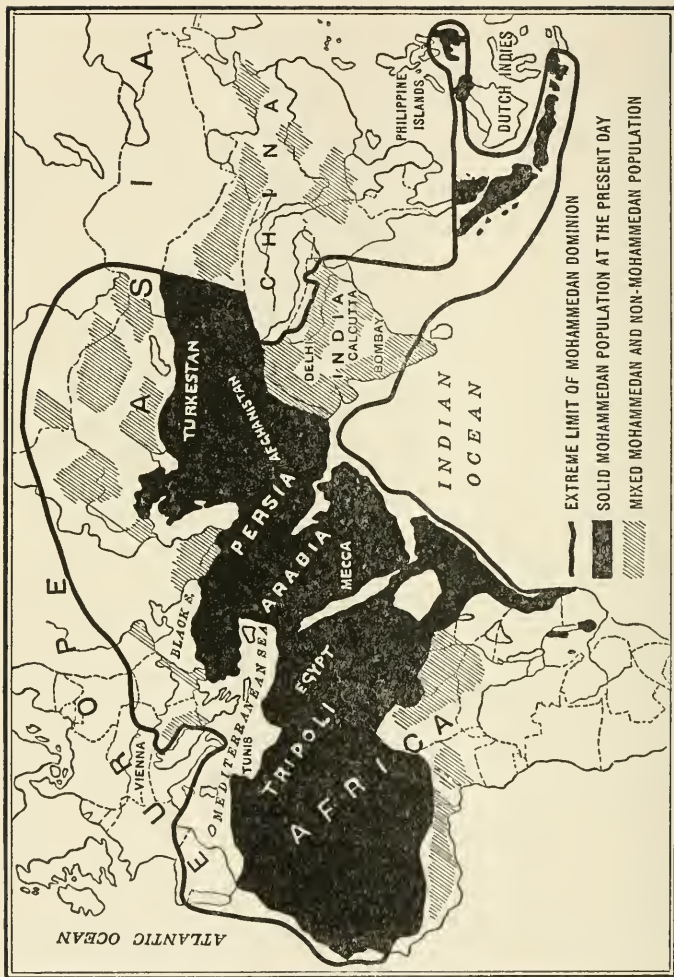 ATLANTIC OCEAN
EUROPE
VIENNA
BLACK S.
MEDITERRANEAN SEA
TUNIS
TRIPOLI
EGYPT
AFRICA
ARABIA
MECCA
PERSIA
AFGHANISTAN
TURKESTAN
ASIA
CHINA
DELHI
INDIA
CALCUTTA
BOMBAY
INDIAN
OCEAN
PHILIPPINE
ISLANDS
DUTCH INDIES
EXTREME LIMIT OF MOHAMMEDAN DOMINION
SOLID MOHAMMEDAN POPULATION AT THE PRESENT DAY
MIXED MOHAMMEDAN AND NON-MOHAMMEDAN POPULATION